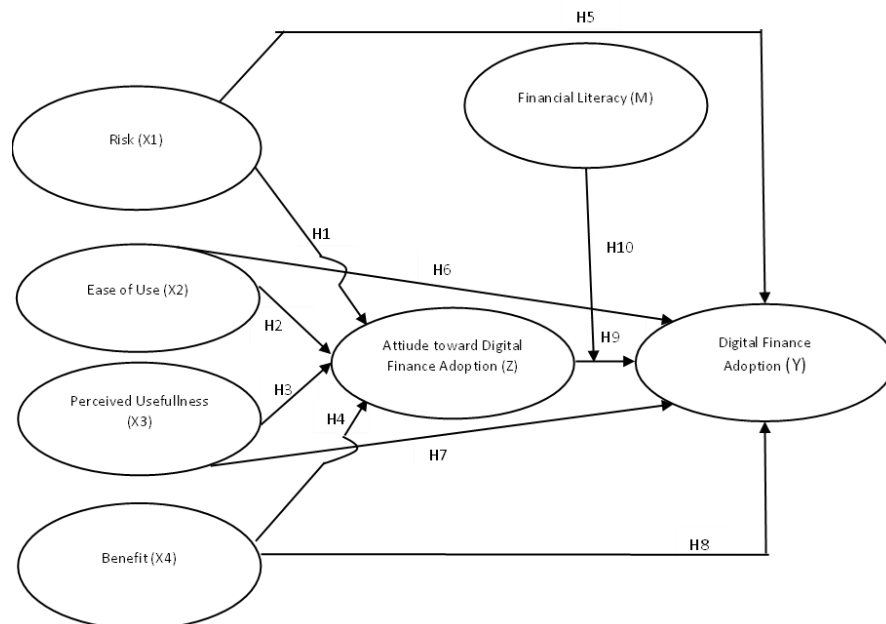 H5
Financial Literacy (M)
Risk (X1)
H1
H10
H6
Ease of Use (X2)
H2
H9
Attiude toward Digital
Finance Adoption (Z)
Digital Finance
Adoption (Y)
H3
Perceived Usefullness
(X3)
H4
H7
H8
Benefit (X4)